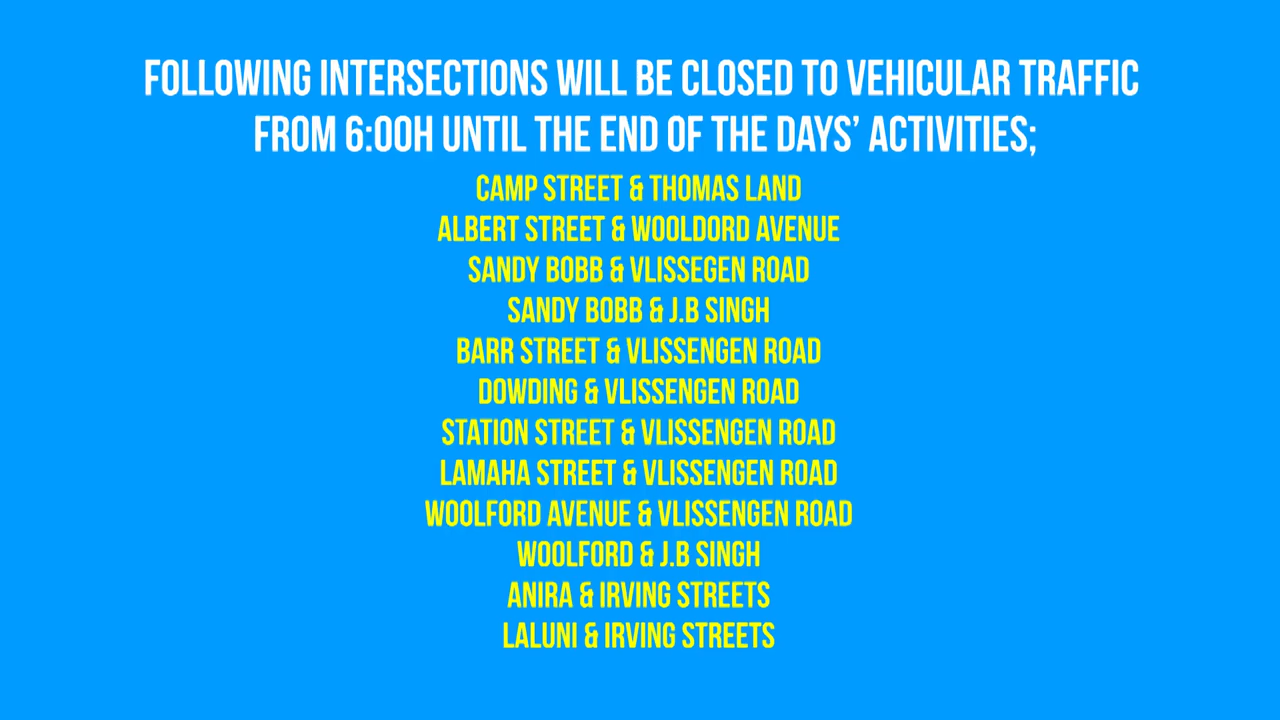 FOLLOWING INTERSECTIONS WILL BE CLOSED TO VEHICULAR TRAFFIC
FROM 6:00H UNTIL THE END OF THE DAYS’ ACTIVITIES;
CAMP STREET & THOMAS LAND
ALBERT STREET & WOOLDORD AVENUE
SANDY BOBB & VLISSEGEN ROAD
SANDY BOBB & J.B SINGH
BARR STREET & VLISSENGEN ROAD
DOWDING & VLISSENGEN ROAD
STATION STREET & VLISSENGEN ROAD
LAMAHA STREET & VLISSENGEN ROAD
WOOLFORD AVENUE & VLISSENGEN ROAD
WOOLFORD & J.B SINGH
ANIRA & IRVING STREETS
LALUNI & IRVING STREETS